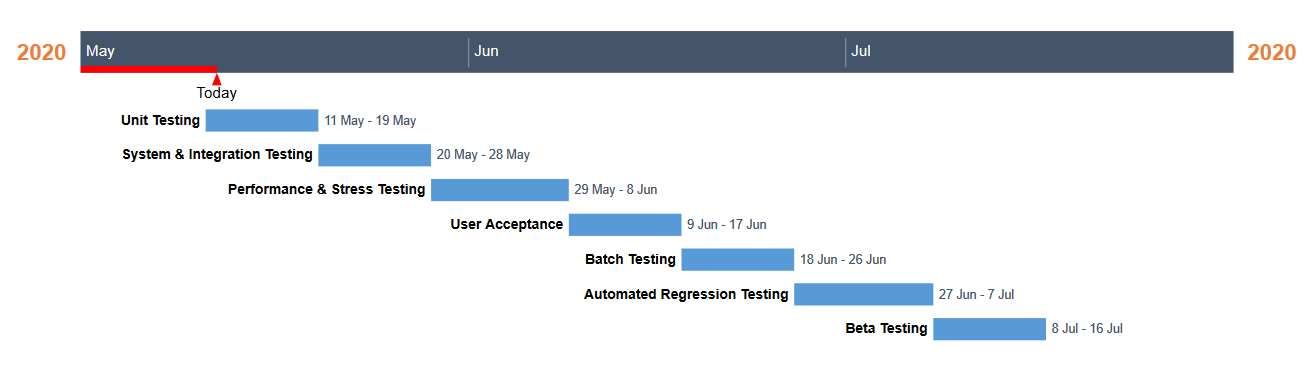 2020 May Jun Jul 2020
Today
Unit Testing 11 May - 19 May
System & Integration Testing 20 May - 28 May
Performance & Stress Testing 29 May - 8 Jun
User Acceptance 9 Jun - 17 Jun
Batch Testing 18 Jun - 26 Jun
Automated Regression Testing 27 Jun - 7 Jul
Beta Testing 8 Jul - 16 Jul